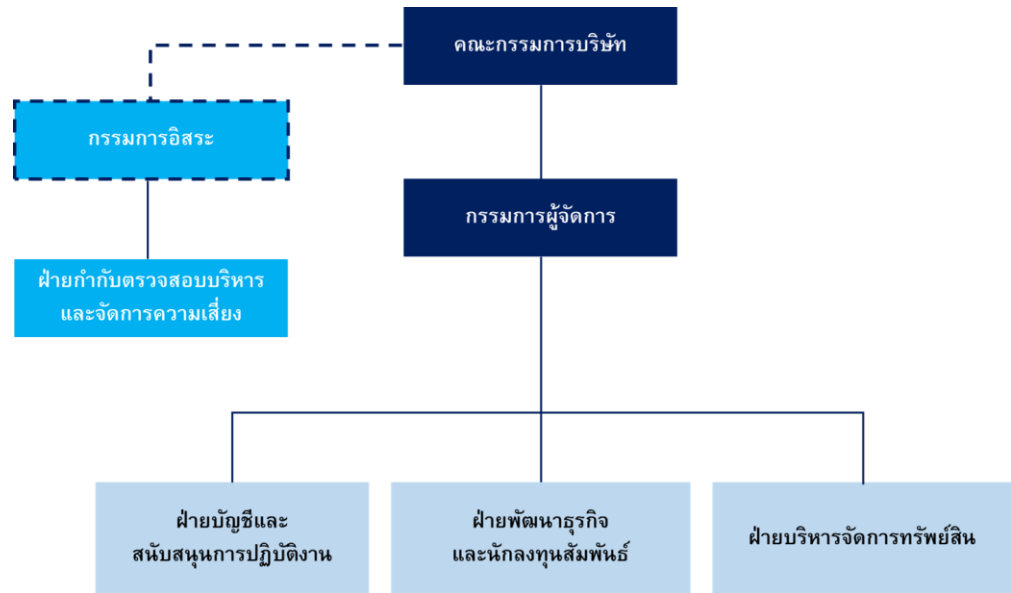 คณะกรรมการบริษัท
กรรมการอิสระ
กรรมการผู้จัดการ
ฝ่ายกำกับตรวจสอบบริหาร
และจัดการความเสี่ยง
ฝ่ายบัญชีและ
สนับสนุนการปฏิบัติงาน
ฝ่ายพัฒนาธุรกิจ
และนักลงทุนสัมพันธ์
ฝ่ายบริหารจัดการทรัพย์สิน